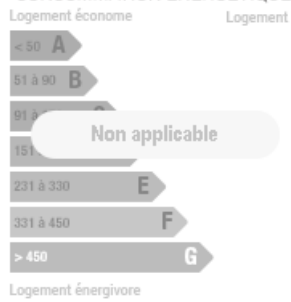 Logement économe Logement
< 50 A
51 à 90 B
91 à
Non applicable
151
231 à 330 E
331 à 450 F
> 450 G
Logement énergivore